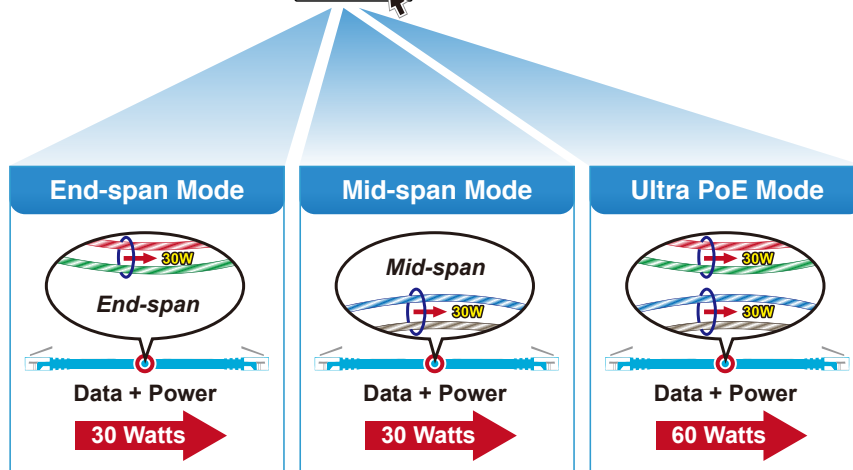 End-span Mode
30W
End-span
Data + Power
30 Watts
Mid-span Mode
Mid-span
30W
Data + Power
30 Watts
Ultra PoE Mode
30W
30W
Data + Power
60 Watts